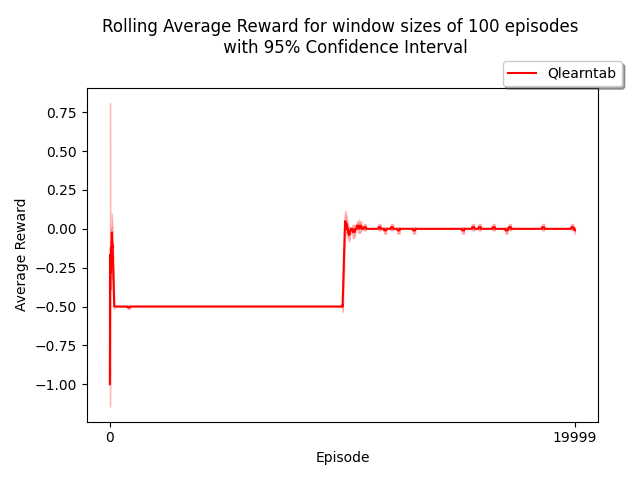 Rolling Average Reward for window sizes of 100 episodes
with 95% Confidence Interval
Qlearntab
0.75
0.50
0.25
0.00
−0.25
−0.50
−0.75
−1.00
Average Reward
0
19999
Episode